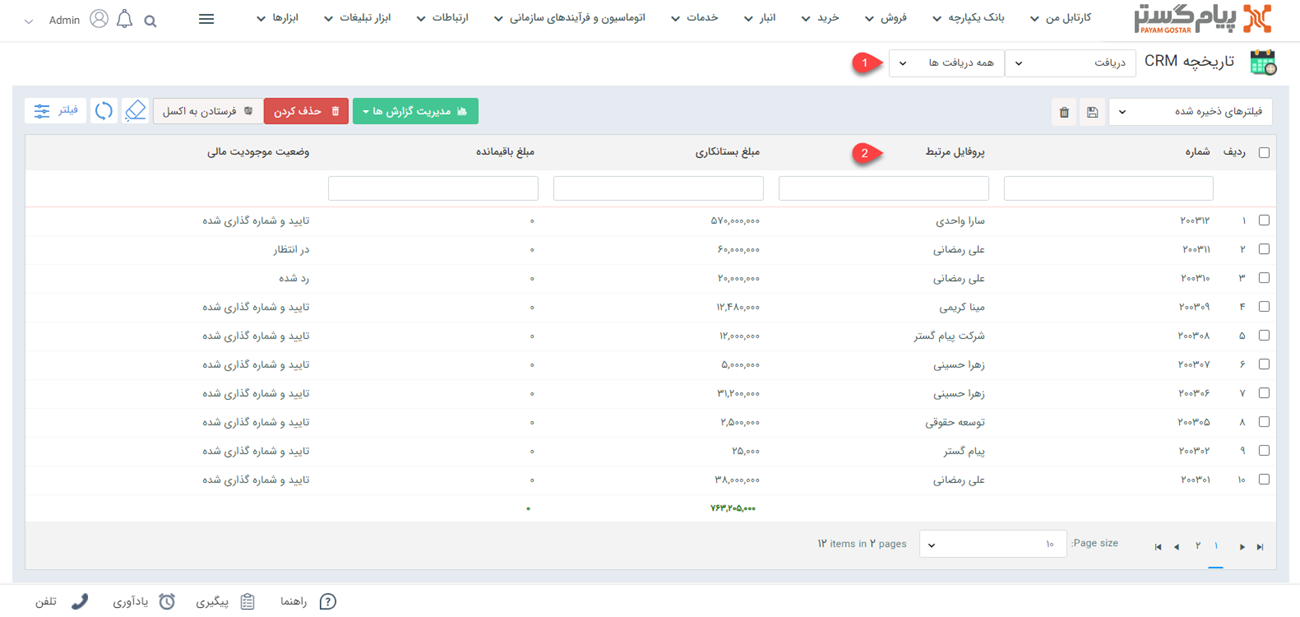 پیام گستر
PAYAM GOSTAR
کارتابل من
بانک یکپارچه
فروش
خرید
انبار
خدمات
اتوماسیون و فرآیندهای سازمانی
ارتباطات
ابزار تبلیغات
ابزارها
Admin
تاریخچه CRM
دریافت
همه دریافت ها
1
فیلترهای ذخیره شده
مدیریت گزارش ها
حذف کردن
فرستادن به اکسل
فیلتر
ردیف شماره پروفایل مرتبط مبلغ بستانکاری مبلغ باقیمانده وضعیت موجودیت مالی
2
۱ ۲۰۰۳۱۲ سارا واحدی ۵۷۰,۰۰۰,۰۰۰ ۰ تایید و شماره گذاری شده
۲ ۲۰۰۳۱۱ علی رمضانی ۶۰,۰۰۰,۰۰۰ ۰ در انتظار
۳ ۲۰۰۳۱۰ علی رمضانی ۲۰,۰۰۰,۰۰۰ ۰ رد شده
۴ ۲۰۰۳۰۹ مینا کریمی ۱۲,۴۸۰,۰۰۰ ۰ تایید و شماره گذاری شده
۵ ۲۰۰۳۰۸ شرکت پیام گستر ۱۲,۰۰۰,۰۰۰ ۰ تایید و شماره گذاری شده
۶ ۲۰۰۳۰۷ زهرا حسینی ۵,۰۰۰,۰۰۰ ۰ تایید و شماره گذاری شده
۷ ۲۰۰۳۰۶ زهرا حسینی ۳۱,۲۰۰,۰۰۰ ۰ تایید و شماره گذاری شده
۸ ۲۰۰۳۰۵ توسعه حقوقی ۲,۵۰۰,۰۰۰ ۰ تایید و شماره گذاری شده
۹ ۲۰۰۳۰۲ پیام گستر ۲۵,۰۰۰ ۰ تایید و شماره گذاری شده
۱۰ ۲۰۰۳۰۱ علی رمضانی ۳۸,۰۰۰,۰۰۰ ۰ تایید و شماره گذاری شده
۷۶۳,۲۰۵,۰۰۰ ۰
۱ ۲
Page size:
۱۰
۱۲ items in ۲ pages
راهنما
پیگیری
یادآوری
تلفن